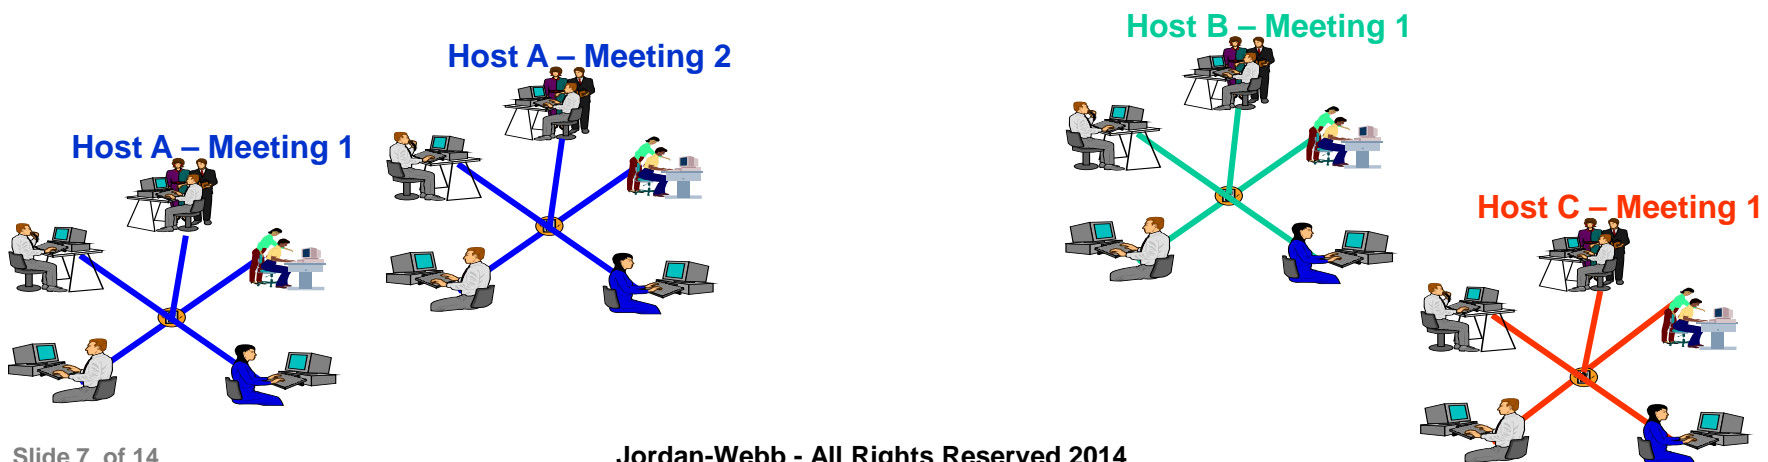 Host B – Meeting 1
Host A – Meeting 2
Host A – Meeting 1
Host C – Meeting 1
Slide 7 of 14
Jordan-Webb - All Rights Reserved 2014